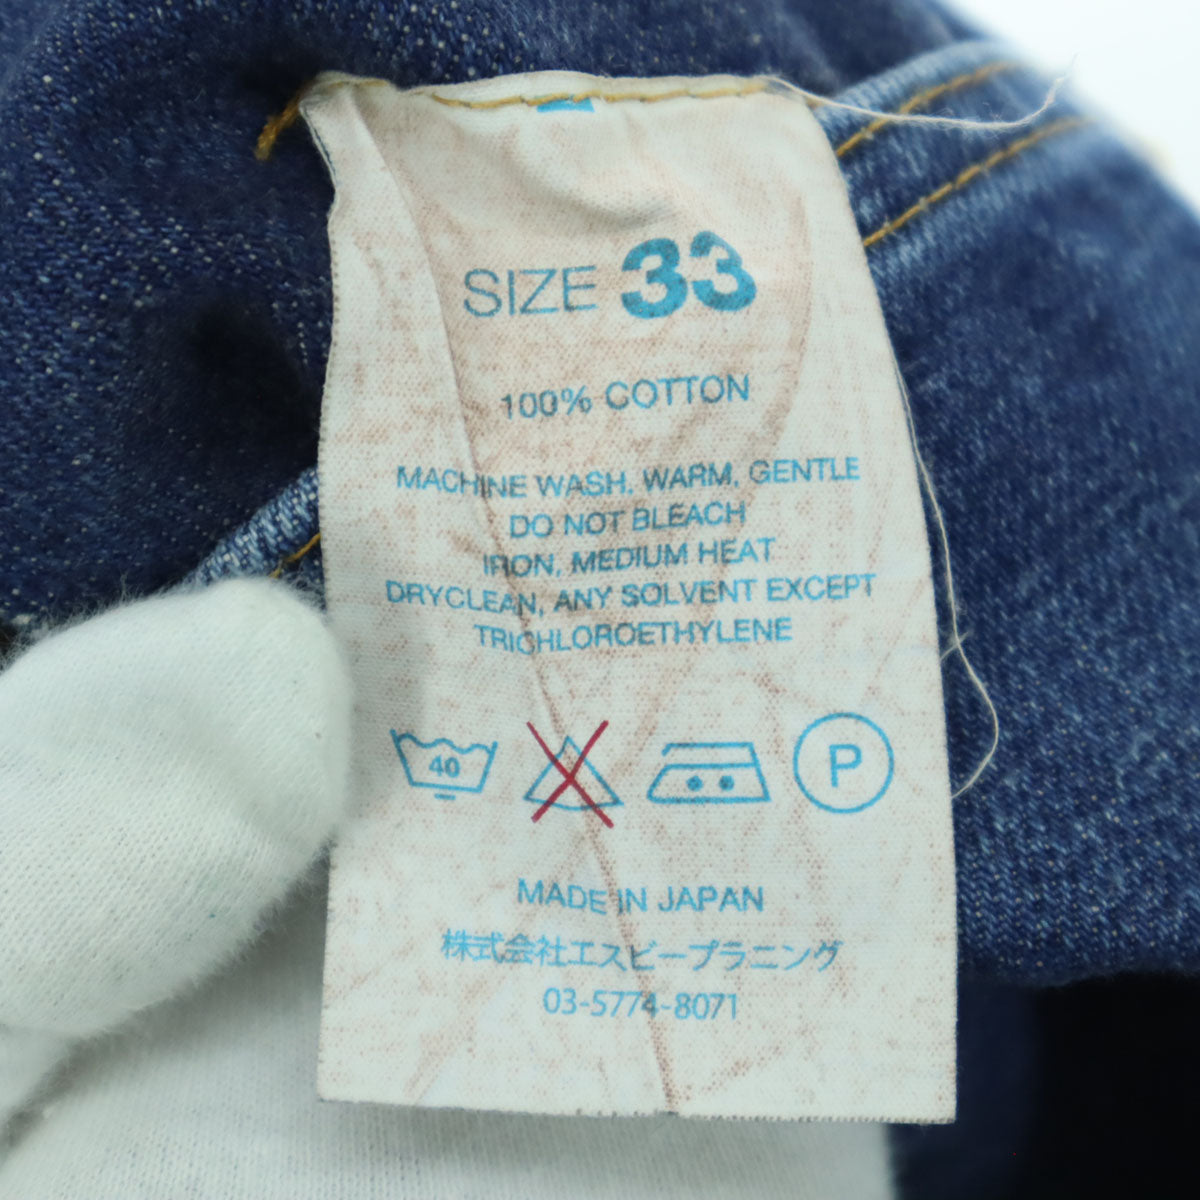 SIZE 33
100% COTTON
MACHINE WASH, WARM, GENTLE
DO NOT BLEACH
IRON, MEDIUM HEAT
DRYCLEAN, ANY SOLVENT EXCEPT
TRICHLOROETHYLENE
40 P
MADE IN JAPAN
株式会社エスビープラニング
03-5774-8071